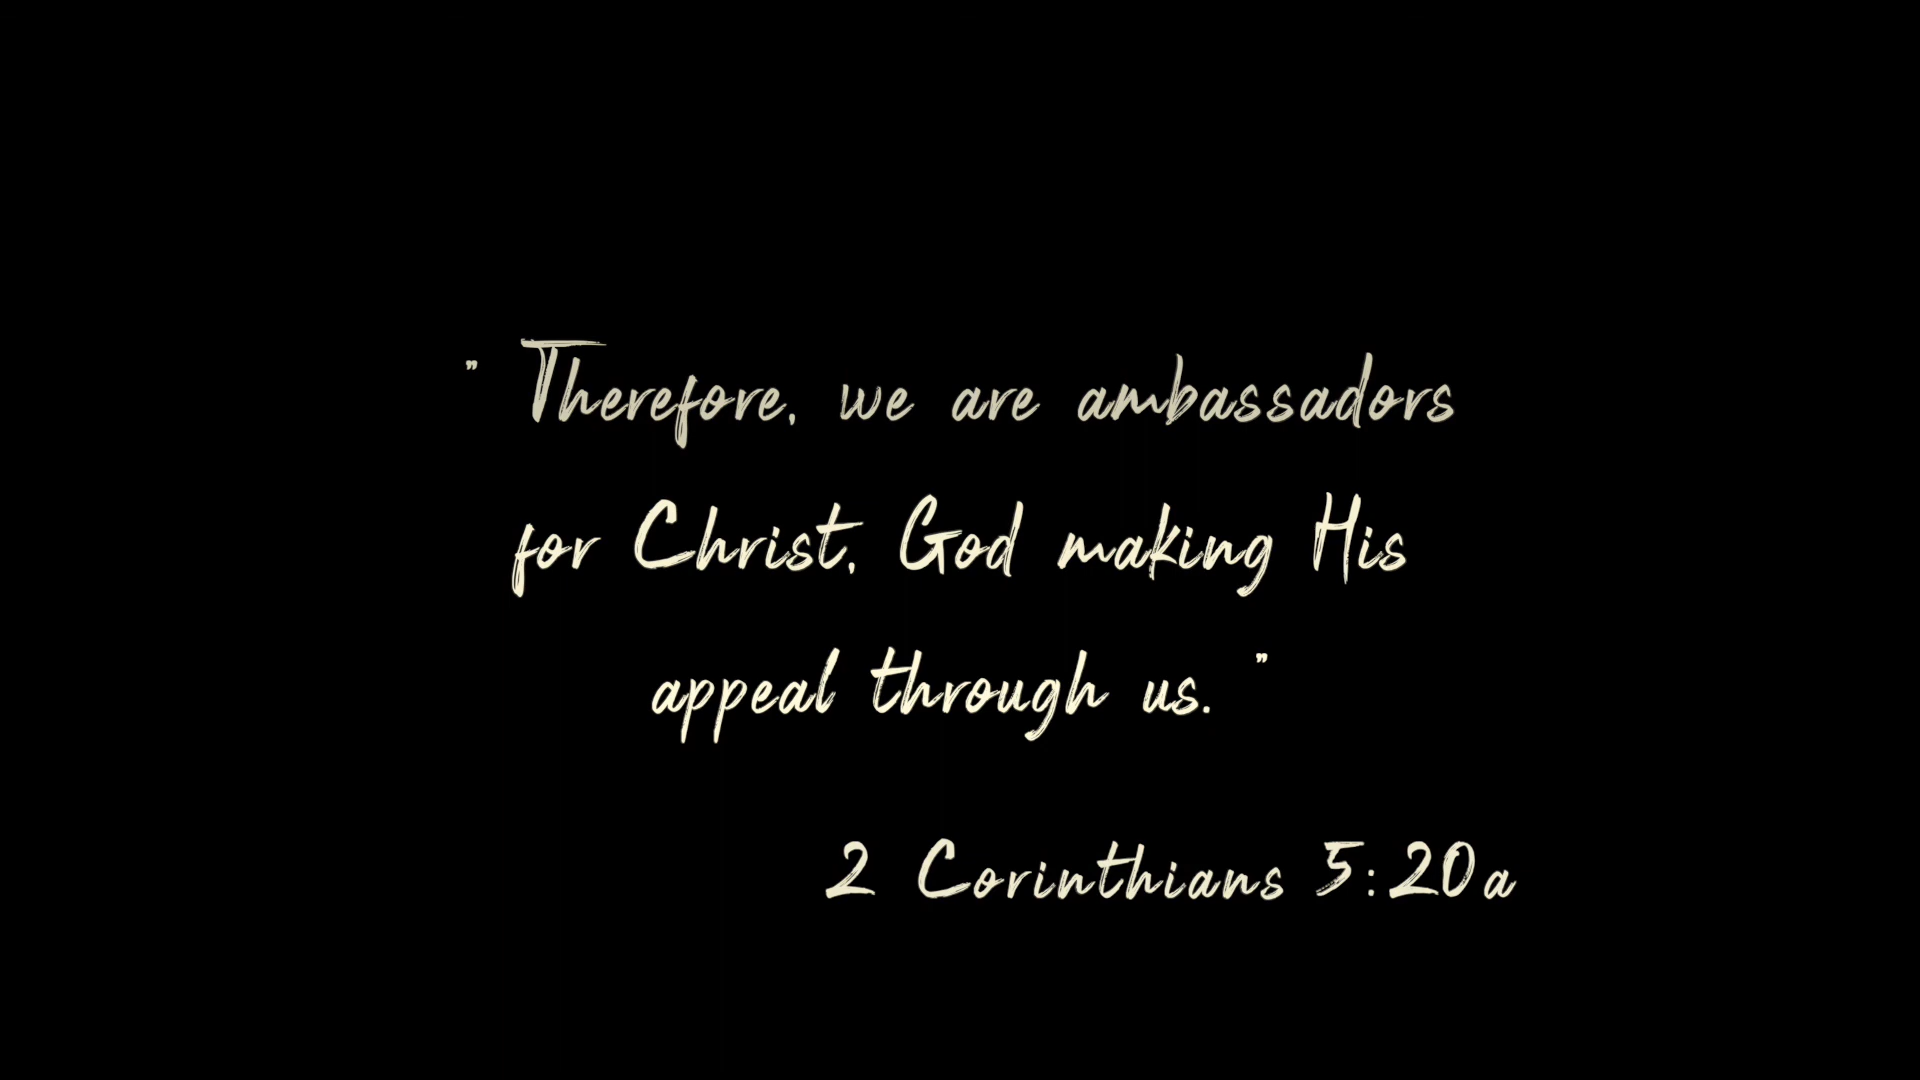 " Therefore, we are ambassadors
for Christ, God making His
appeal through us. "
2 Corinthians 5:20a